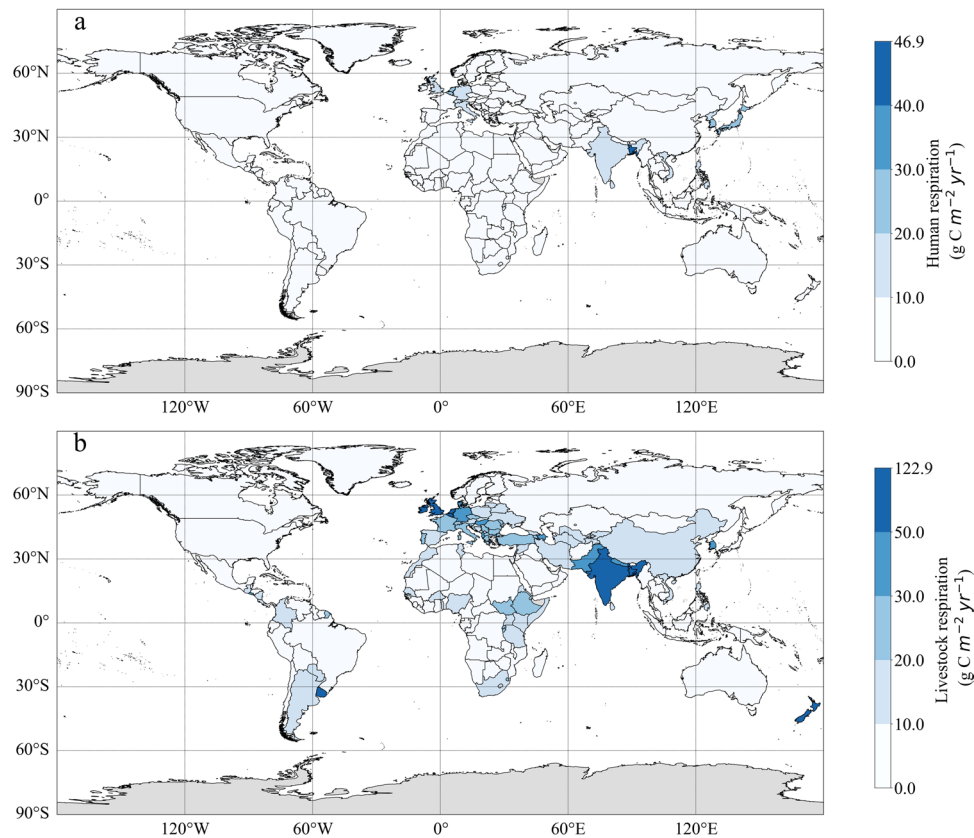 a
60°N
30°N
0°
30°S
60°S
90°S
120°W
60°W
0°
60°E
120°E
46.9
40.0
30.0
20.0
10.0
0.0
Human respiration
(g C m⁻² yr⁻¹)
b
60°N
30°N
0°
30°S
60°S
90°S
120°W
60°W
0°
60°E
120°E
122.9
50.0
30.0
20.0
10.0
0.0
Livestock respiration
(g C m⁻² yr⁻¹)